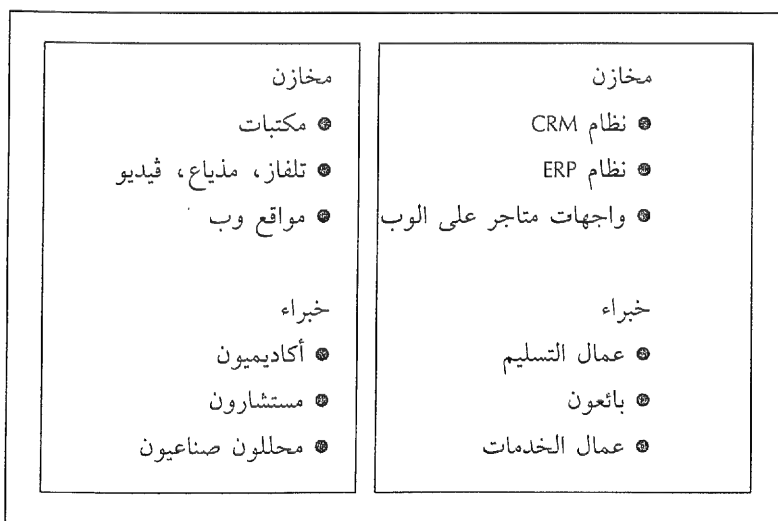 مخازن
● نظام CRM
● نظام ERP
● واجهات متاجر على الوب
خبراء
● عمال التسليم
● بائعون
● عمال الخدمات
مخازن
● مكتبات
● تلفاز، مذياع، ڤيديو
● مواقع وب
خبراء
● أكاديميون
● مستشارون
● محللون صناعيون